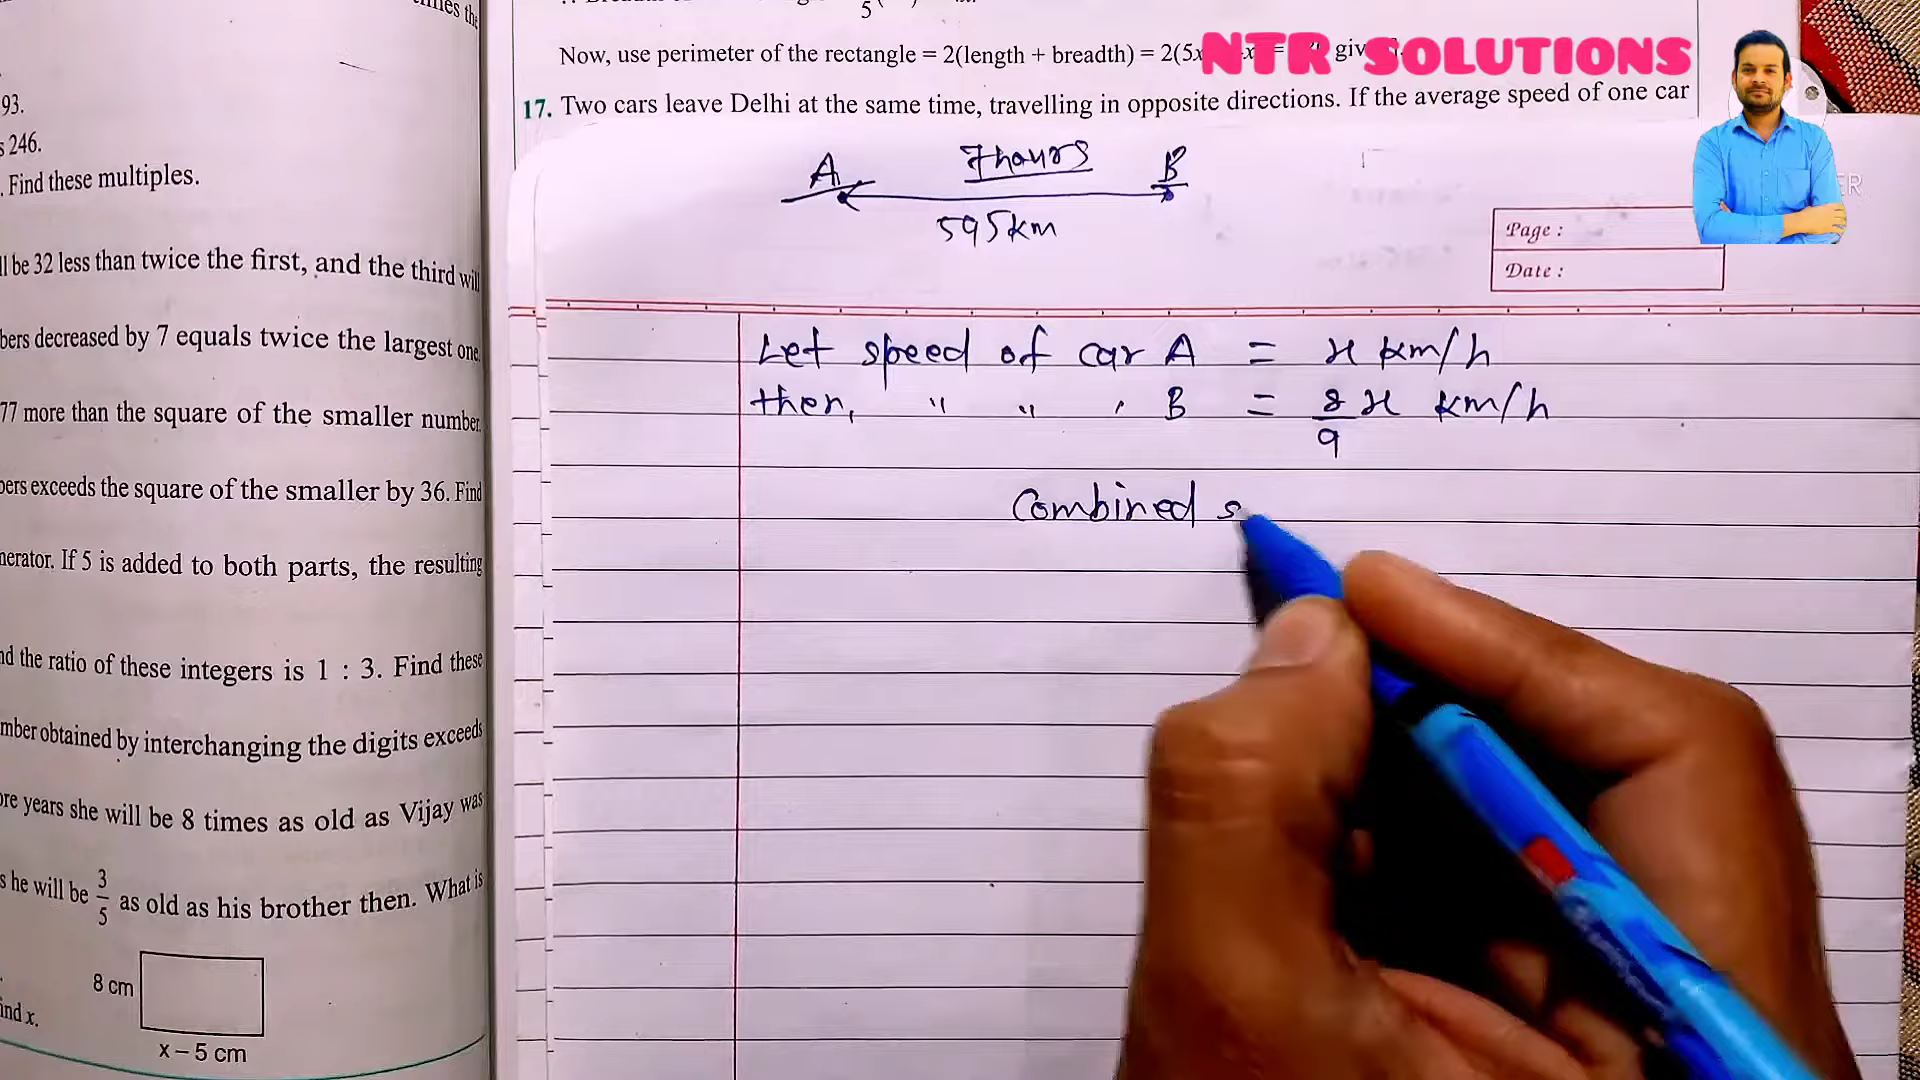 93.
246.
. Find these multiples.
be 32 less than twice the first, and the third will
bers decreased by 7 equals twice the largest one.
77 more than the square of the smaller number.
bers exceeds the square of the smaller by 36. Find
nerator. If 5 is added to both parts, the resulting
the ratio of these integers is 1 : 3. Find these
mber obtained by interchanging the digits exceeds
ore years she will be 8 times as old as Vijay was
he will be 3/5 as old as his brother then. What is
8 cm
x – 5 cm
ind x.
5
Now, use perimeter of the rectangle = 2(length + breadth) = 2(5x
NTR SOLUTIONS
17. Two cars leave Delhi at the same time, travelling in opposite directions. If the average speed of one car
A 7 hours B
595 km
Page :
Date :
Let speed of car A = x km/h
then, " " ' B = 8/9 x km/h
Combined s